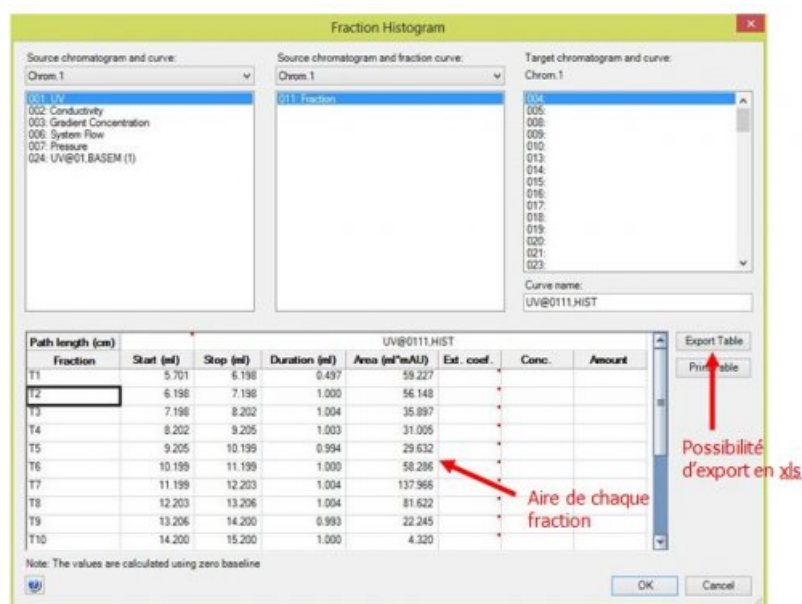 Fraction Histogram
Source chromatogram and curve:
Chrom.1
001: UV
002: Conductivity
003: Gradient Concentration
006: System Flow
007: Pressure
024: UV@01,BASEM (1)
Source chromatogram and fraction curve:
Chrom.1
011: Fraction
Target chromatogram and curve:
Chrom.1
004:
005:
008:
009:
010:
013:
014:
015:
016:
017:
018:
019:
020:
021:
023:
Curve name:
UV@0111,HIST
Path length (cm) UV@0111,HIST
Fraction Start (ml) Stop (ml) Duration (ml) Area (ml*mAU) Ext. coef. Conc. Amount
T1 5.701 6.198 0.497 59.227
T2 6.198 7.198 1.000 56.148
T3 7.198 8.202 1.004 35.897
T4 8.202 9.205 1.003 31.005
T5 9.205 10.199 0.994 29.632
T6 10.199 11.199 1.000 58.286
T7 11.199 12.203 1.004 137.966
T8 12.203 13.206 1.004 81.622
T9 13.206 14.200 0.993 22.245
T10 14.200 15.200 1.000 4.320
Export Table
Print Table
Possibilité
d'export en xls
Aire de chaque
fraction
Note: The values are calculated using zero baseline
OK
Cancel